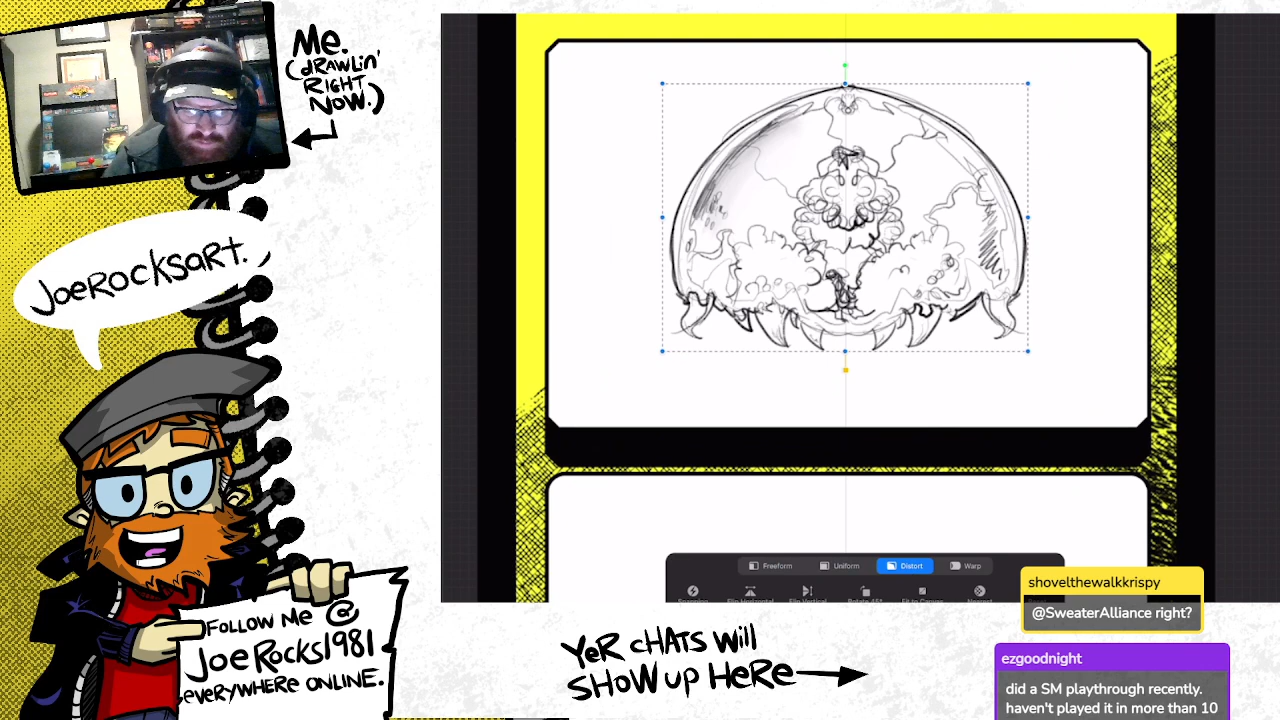 Me.
(dRAWLin'
RiGHT
NOW.)
JoeROCKSaRT.
FOLLOW Me @
JoeROCKS1981
eveRYWHeRe ONLiNe.
Freeform
Uniform
Distort
Warp
YeR cHATS Will
SHOW up HeRe
shovelthewalkkrispy
@SweaterAlliance right?
ezgoodnight
did a SM playthrough recently.
haven't played it in more than 10